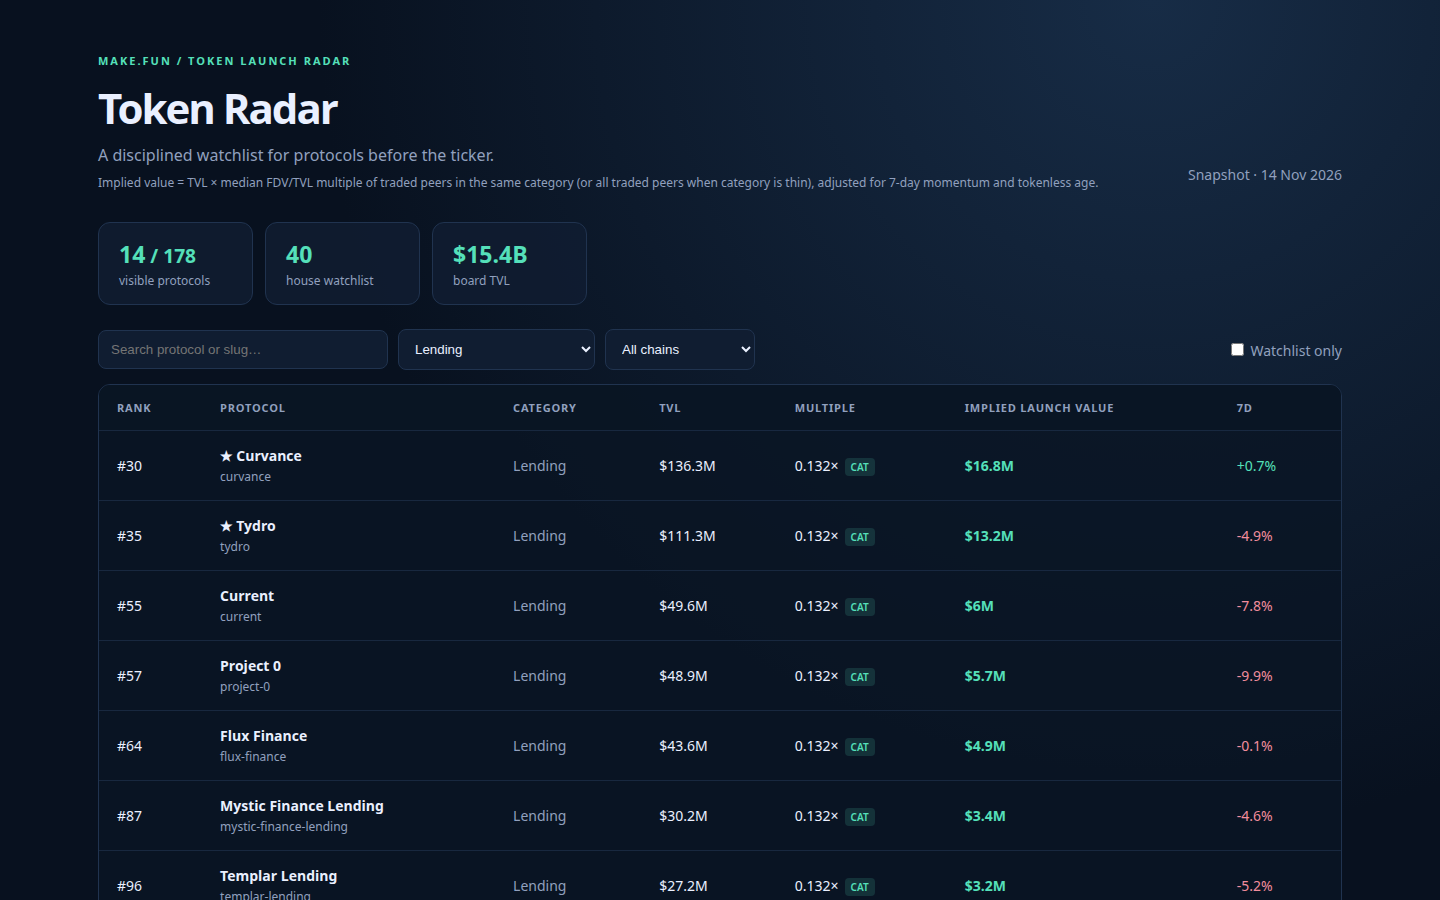 MAKE.FUN / TOKEN LAUNCH RADAR
Token Radar
A disciplined watchlist for protocols before the ticker.
Implied value = TVL × median FDV/TVL multiple of traded peers in the same category (or all traded peers when category is thin), adjusted for 7-day momentum and tokenless age.
Snapshot · 14 Nov 2026
14 / 178
visible protocols
40
house watchlist
$15.4B
board TVL
Search protocol or slug…
Lending
All chains
Watchlist only
RANK PROTOCOL CATEGORY TVL MULTIPLE IMPLIED LAUNCH VALUE 7D
#30 ★ Curvance Lending $136.3M 0.132× CAT $16.8M +0.7%
curvance
#35 ★ Tydro Lending $111.3M 0.132× CAT $13.2M -4.9%
tydro
#55 Current Lending $49.6M 0.132× CAT $6M -7.8%
current
#57 Project 0 Lending $48.9M 0.132× CAT $5.7M -9.9%
project-0
#64 Flux Finance Lending $43.6M 0.132× CAT $4.9M -0.1%
flux-finance
#87 Mystic Finance Lending Lending $30.2M 0.132× CAT $3.4M -4.6%
mystic-finance-lending
#96 Templar Lending Lending $27.2M 0.132× CAT $3.2M -5.2%
templar-lending